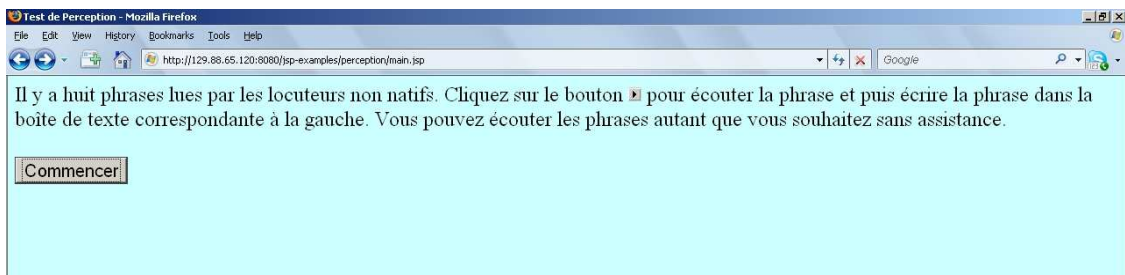 Test de Perception - Mozilla Firefox
File Edit View History Bookmarks Tools Help
http://129.88.65.120:8080/jsp-examples/perception/main.jsp Google
Il y a huit phrases lues par les locuteurs non natifs. Cliquez sur le bouton pour écouter la phrase et puis écrire la phrase dans la
boîte de texte correspondante à la gauche. Vous pouvez écouter les phrases autant que vous souhaitez sans assistance.
Commencer